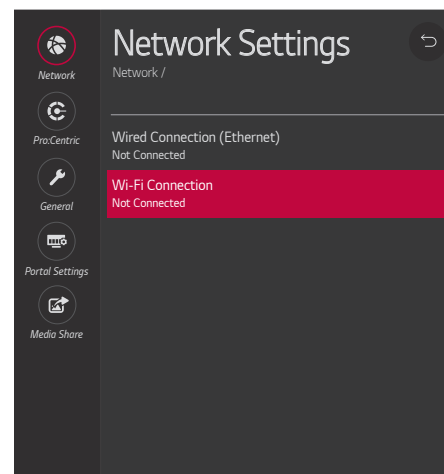 Network Settings
Network /
Network
Pro:Centric
General
Portal Settings
Media Share
Wired Connection (Ethernet)
Not Connected
Wi-Fi Connection
Not Connected